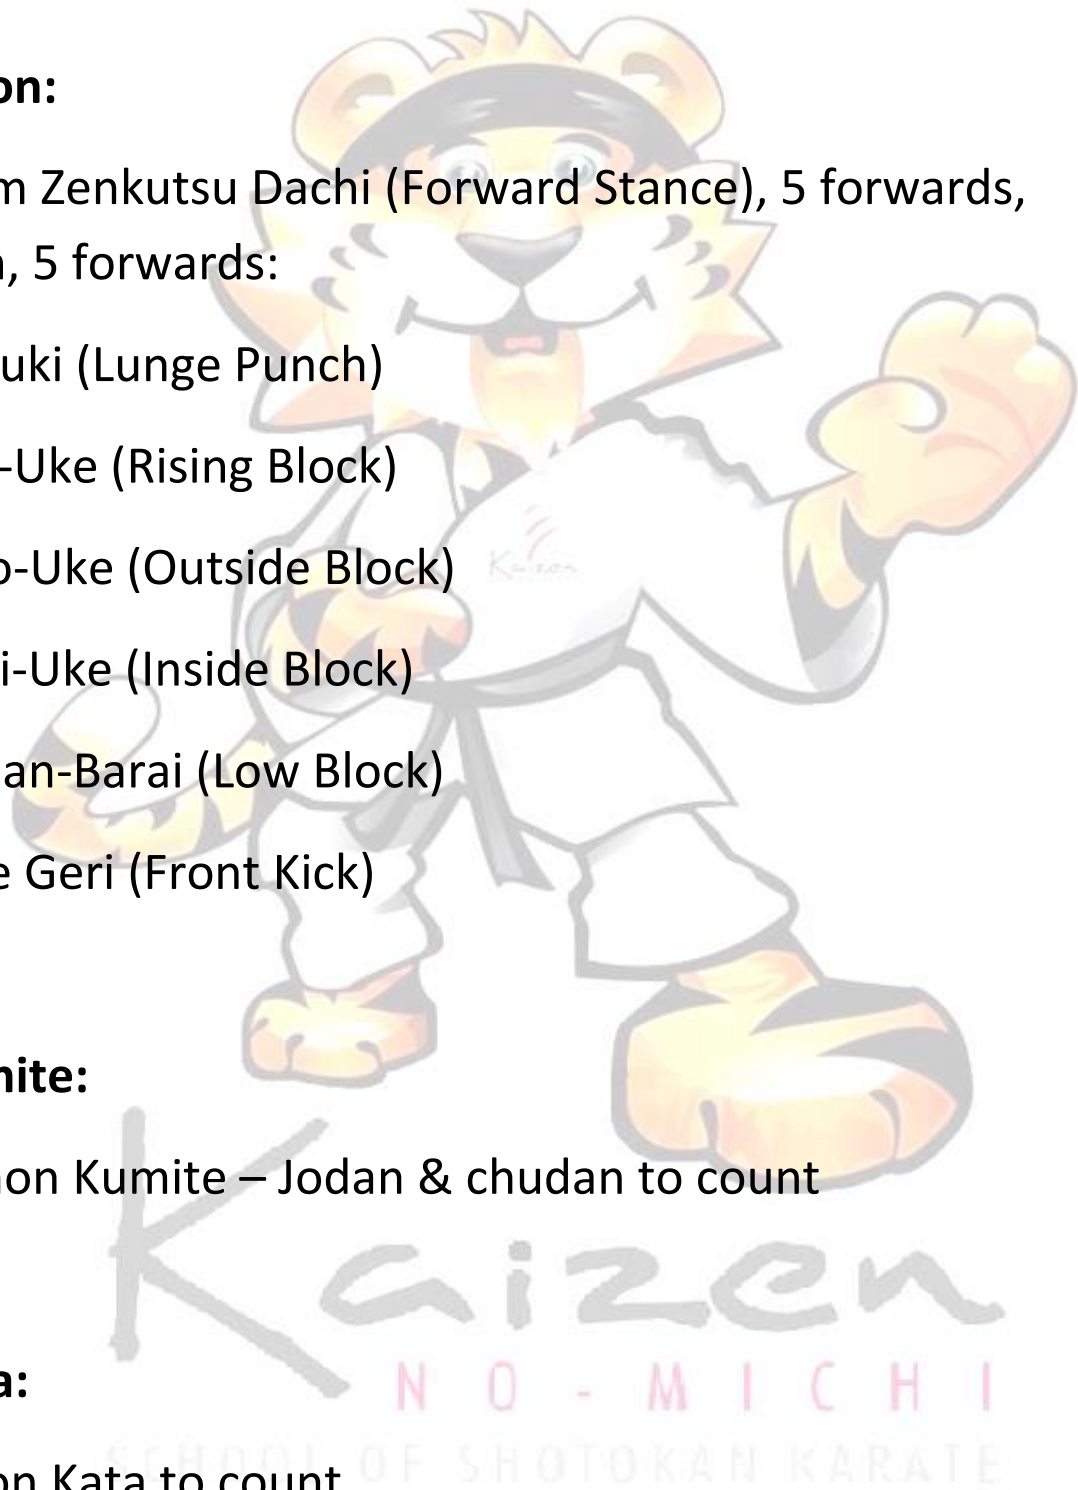 on:
m Zenkutsu Dachi (Forward Stance), 5 forwards,
n, 5 forwards:
uki (Lunge Punch)
-Uke (Rising Block)
o-Uke (Outside Block)
i-Uke (Inside Block)
an-Barai (Low Block)
e Geri (Front Kick)
Kaizen
nite:
on Kumite – Jodan & chudan to count
Kaizen
NO-MICHI
a:
SCHOOL OF SHOTOKAN KARATE
on Kata to count